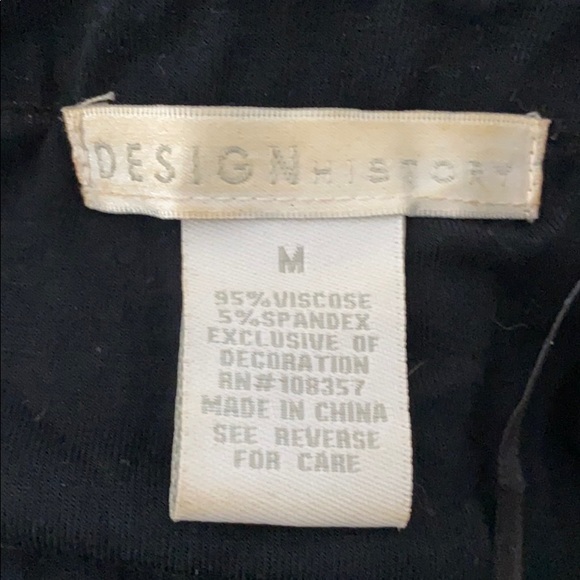 DESIGN HISTORY
M
95%VISCOSE
5%SPANDEX
EXCLUSIVE OF
DECORATION
RN#108357
MADE IN CHINA
SEE REVERSE
FOR CARE